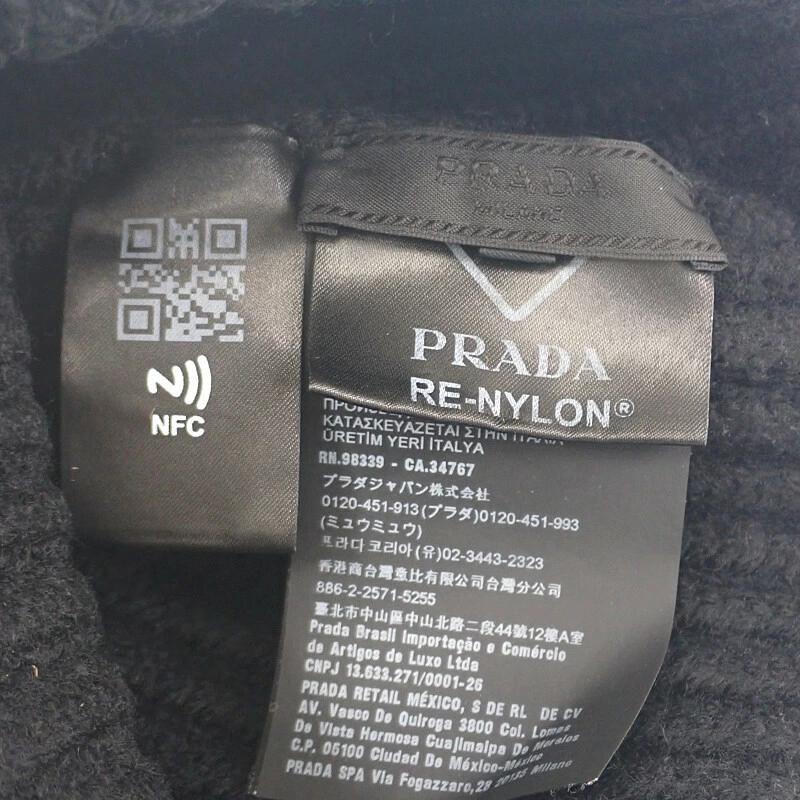 PRADA
MILANO
PRADA
RE-NYLON®
NFC
ΚΑΤΑΣΚΕΥΑΖΕΤΑΙ ΣΤΗΝ ΙΤΑΛΙΑ
ÜRETİM YERİ İTALYA
RN.98339 - CA.34767
プラダジャパン株式会社
0120-451-913(プラダ)0120-451-993
(ミュウミュウ)
프라다 코리아 (유)02-3443-2323
香港商台灣壹比有限公司台灣分公司
886-2-2571-5255
臺北市中山區中山北路二段44號12樓A室
Prada Brasil Importação e Comércio
de Artigos de Luxo Ltda
CNPJ 13.633.271/0001-26
PRADA RETAIL MÉXICO, S DE RL DE CV
AV. Vasco De Quiroga 3800 Col. Lomas
De Vista Hermosa Cuajimalpa De Morelos
C.P. 05100 Ciudad De México-México
PRADA SPA Via Fogazzaro,28 20135 Milano